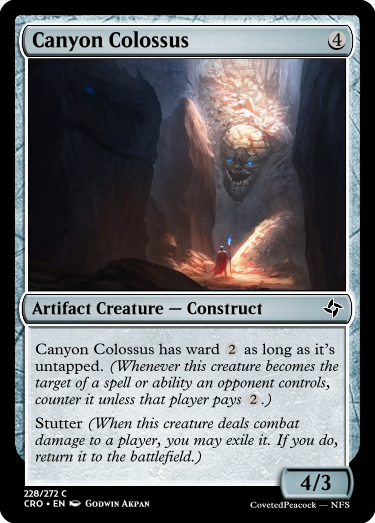 Canyon Colossus 4
Artifact Creature — Construct
Canyon Colossus has ward 2 as long as it's
untapped. (Whenever this creature becomes the
target of a spell or ability an opponent controls,
counter it unless that player pays 2.)
Stutter (When this creature deals combat
damage to a player, you may exile it. If you do,
return it to the battlefield.)
4/3
228/272 C
CRO • EN Godwin Akpan
CovetedPeacock — NFS